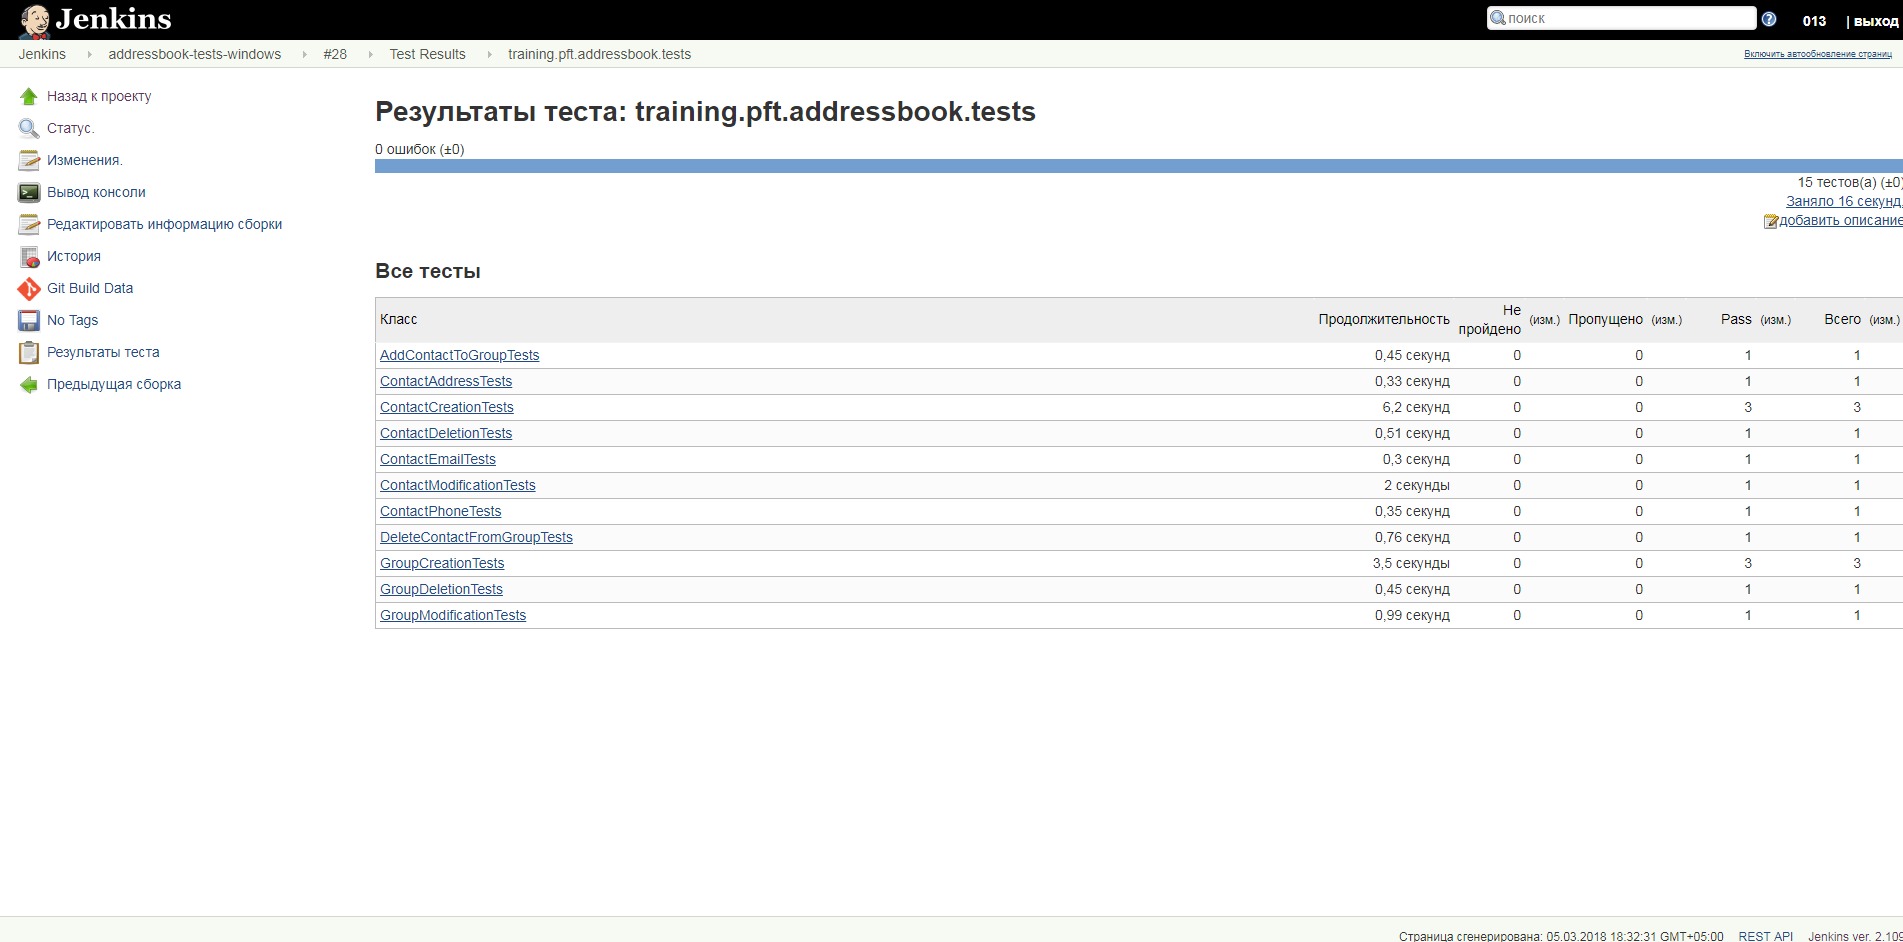 Jenkins
поиск
013
| выход
Jenkins addressbook-tests-windows #28 Test Results training.pft.addressbook.tests
Включить автообновление страниц
Назад к проекту
Статус.
Изменения.
Вывод консоли
Редактировать информацию сборки
История
Git Build Data
No Tags
Результаты теста
Предыдущая сборка
Результаты теста: training.pft.addressbook.tests
0 ошибок (±0)
15 тестов(а) (±0)
Заняло 16 секунд.
добавить описание
Все тесты
Класс Продолжительность Не пройдено (изм.) Пропущено (изм.) Pass (изм.) Всего (изм.)
AddContactToGroupTests 0,45 секунд 0 0 1 1
ContactAddressTests 0,33 секунд 0 0 1 1
ContactCreationTests 6,2 секунд 0 0 3 3
ContactDeletionTests 0,51 секунд 0 0 1 1
ContactEmailTests 0,3 секунд 0 0 1 1
ContactModificationTests 2 секунды 0 0 1 1
ContactPhoneTests 0,35 секунд 0 0 1 1
DeleteContactFromGroupTests 0,76 секунд 0 0 1 1
GroupCreationTests 3,5 секунды 0 0 3 3
GroupDeletionTests 0,45 секунд 0 0 1 1
GroupModificationTests 0,99 секунд 0 0 1 1
Страница сгенерирована: 05.03.2018 18:32:31 GMT+05:00 REST API Jenkins ver. 2.109